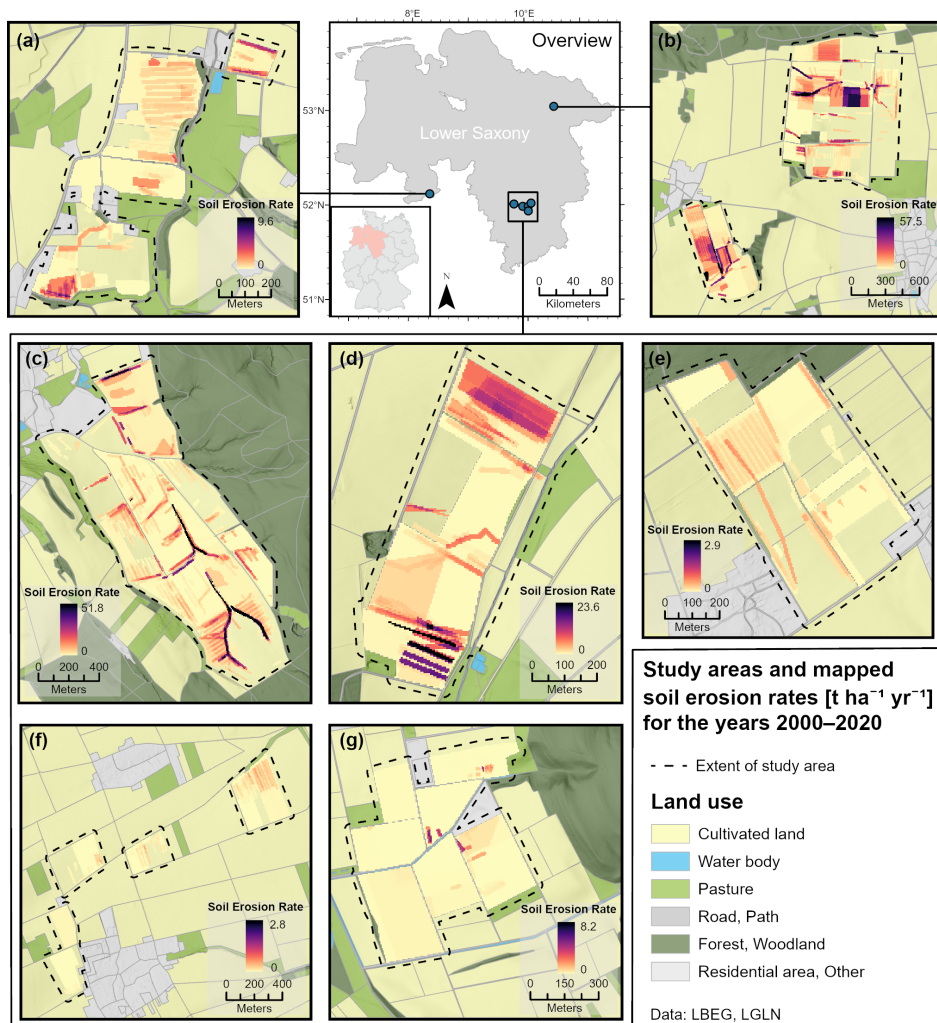 (a)
Soil Erosion Rate
9.6
0
0 100 200
Meters
8°E
10°E
Overview
53°N
52°N
51°N
Lower Saxony
N
0 40 80
Kilometers
(b)
Soil Erosion Rate
57.5
0
0 300 600
Meters
(c)
Soil Erosion Rate
51.8
0
0 200 400
Meters
(d)
Soil Erosion Rate
23.6
0
0 100 200
Meters
(e)
Soil Erosion Rate
2.9
0
0 100 200
Meters
(f)
Soil Erosion Rate
2.8
0
0 200 400
Meters
(g)
Soil Erosion Rate
8.2
0
0 150 300
Meters
Study areas and mapped
soil erosion rates [t ha⁻¹ yr⁻¹]
for the years 2000–2020
Extent of study area
Land use
Cultivated land
Water body
Pasture
Road, Path
Forest, Woodland
Residential area, Other
Data: LBEG, LGLN